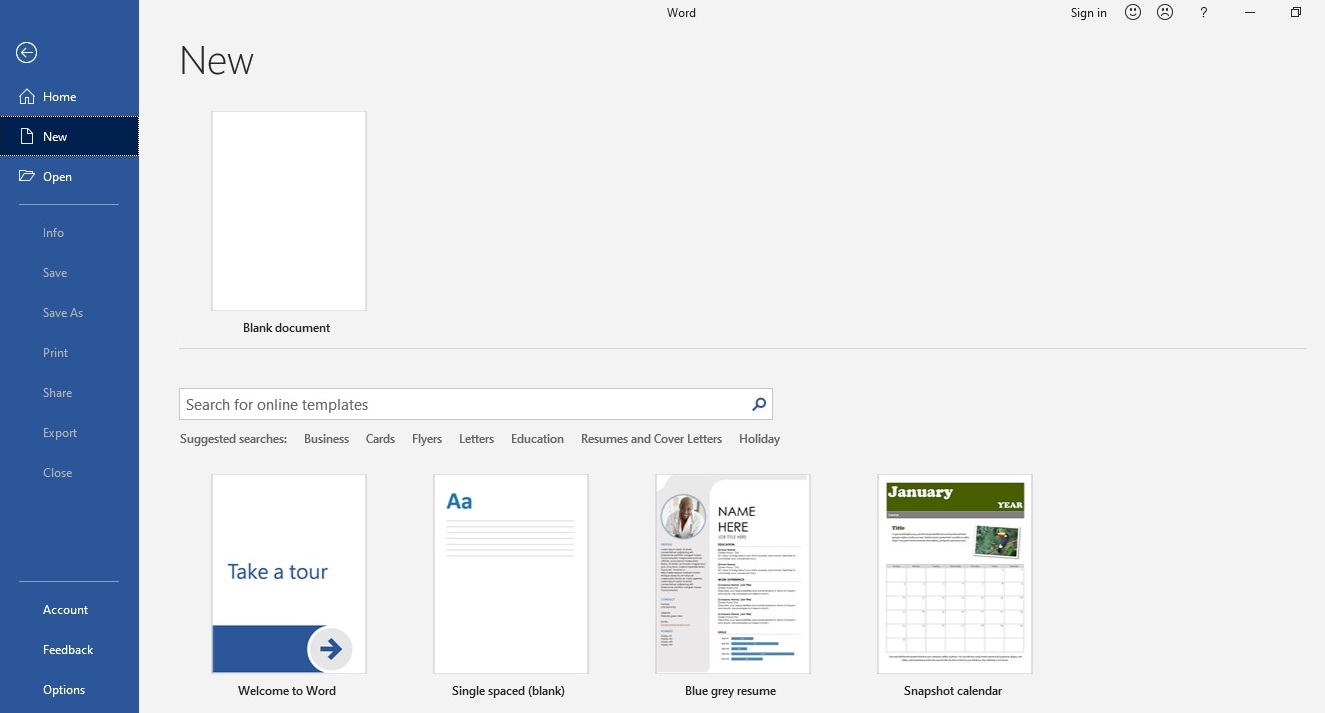 Word
Sign in
?
New
Home
New
Open
Info
Save
Save As
Print
Share
Export
Close
Account
Feedback
Options
Blank document
Search for online templates
Suggested searches: Business Cards Flyers Letters Education Resumes and Cover Letters Holiday
Take a tour
Welcome to Word
Aa
Single spaced (blank)
NAME
HERE
JOB TITLE HERE
Blue grey resume
January
YEAR
Title
Snapshot calendar